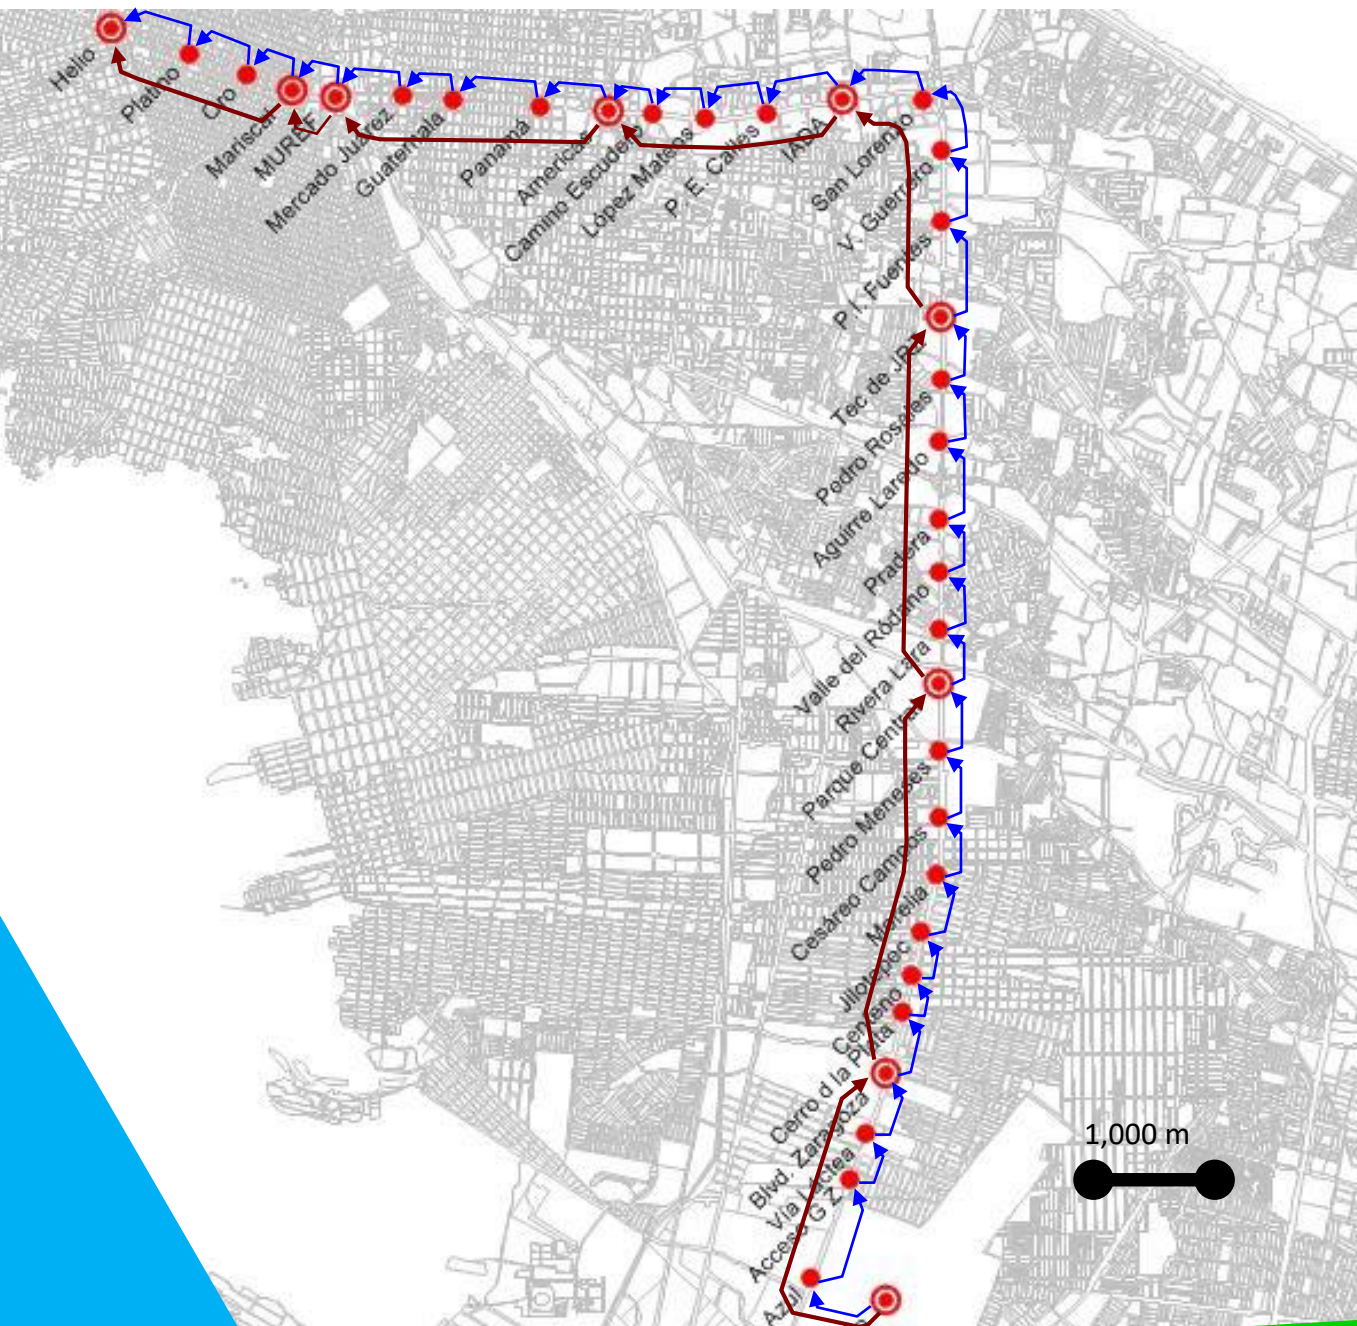 Helio
Platino
Oro
Mariscal
MUREF
Mercado Juárez
Guatemala
Panamá
Américas
Camino Escudero
López Mateos
P. E. Calles
IADA
San Lorenzo
V. Guerrero
P.I. Fuentes
Tec de JRZ
Pedro Rosales
Aguirre Laredo
Pradera
Valle del Ródano
Rivera Lara
Parque Central
Pedro Meneses
Cesáreo Campos
Morelia
Jilotepec
Centeno
Cerro d la Plata
Blvd. Zaragoza
Vía Láctea
Acceso G Z
Azul
1,000 m